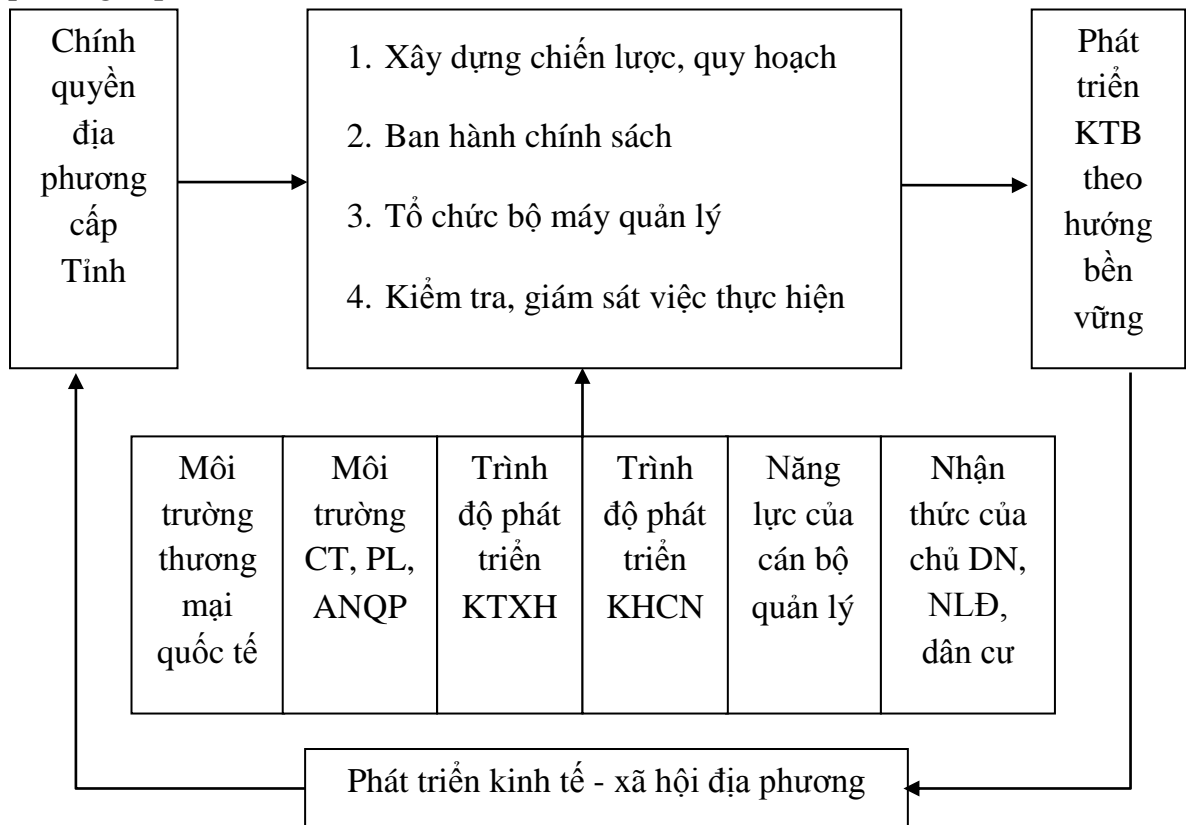 Chính
quyền
địa
phương
cấp
Tỉnh
1. Xây dựng chiến lược, quy hoạch
2. Ban hành chính sách
3. Tổ chức bộ máy quản lý
4. Kiểm tra, giám sát việc thực hiện
Phát
triển
KTB
theo
hướng
bền
vững
Môi
trường
thương
mại
quốc tế
Môi
trường
CT, PL,
ANQP
Trình
độ phát
triển
KTXH
Trình
độ phát
triển
KHCN
Năng
lực của
cán bộ
quản lý
Nhận
thức của
chủ DN,
NLĐ,
dân cư
Phát triển kinh tế - xã hội địa phương